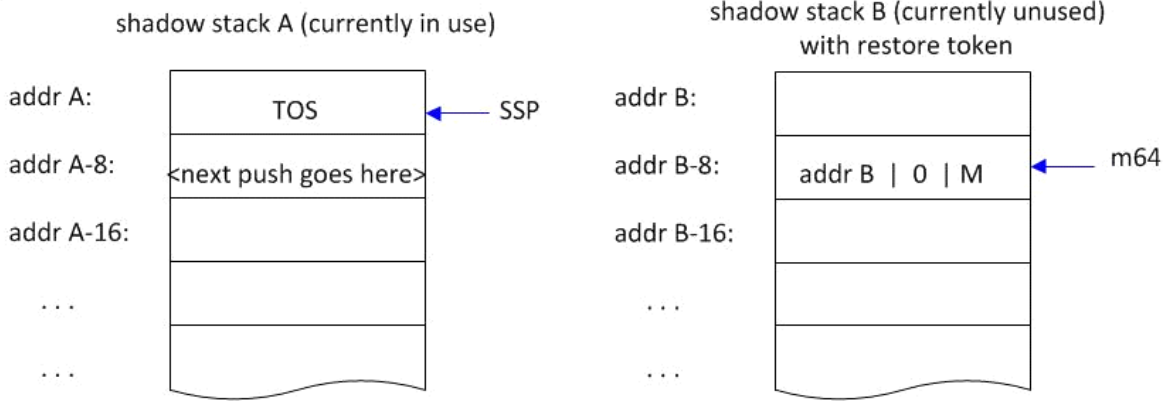 shadow stack A (currently in use)
addr A:
TOS
SSP
addr A-8:
<next push goes here>
addr A-16:
. . .
. . .
shadow stack B (currently unused)
with restore token
addr B:
addr B-8:
addr B | 0 | M
m64
addr B-16:
. . .
. . .